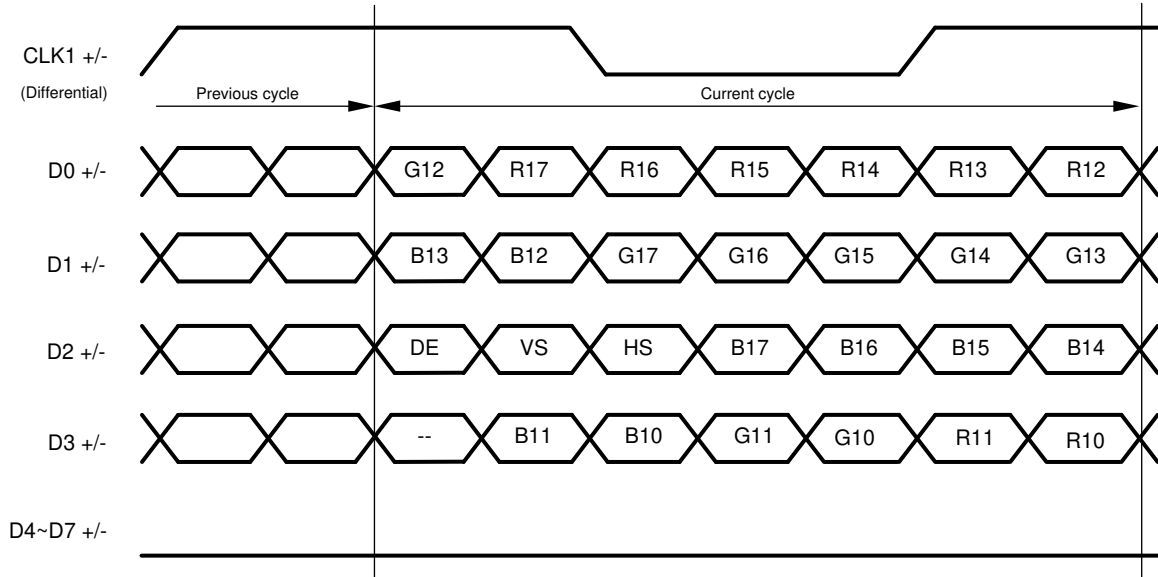 CLK1 +/-
(Differential)
Previous cycle
Current cycle
D0 +/-
G12 R17 R16 R15 R14 R13 R12
D1 +/-
B13 B12 G17 G16 G15 G14 G13
D2 +/-
DE VS HS B17 B16 B15 B14
D3 +/-
-- B11 B10 G11 G10 R11 R10
D4~D7 +/-